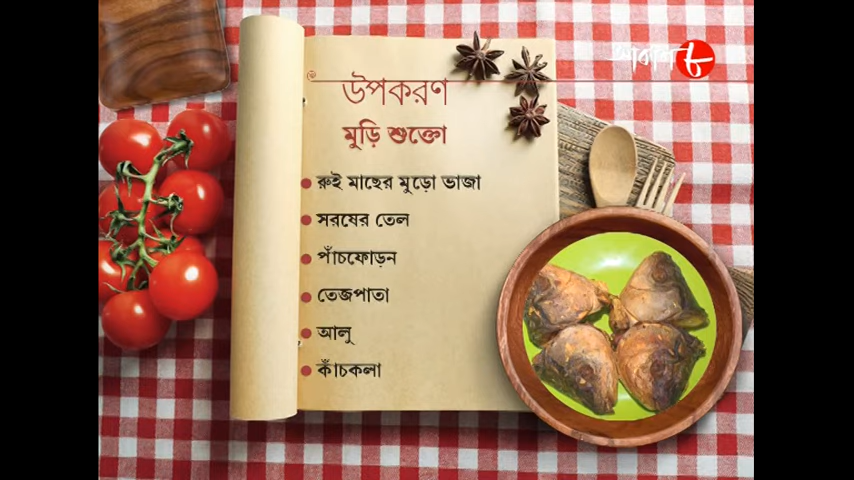 আকাশ ৮
উপকরণ
মুড়ি শুক্তো
রুই মাছের মুড়ো ভাজা
সরষের তেল
পাঁচফোড়ন
তেজপাতা
আলু
কাঁচকলা